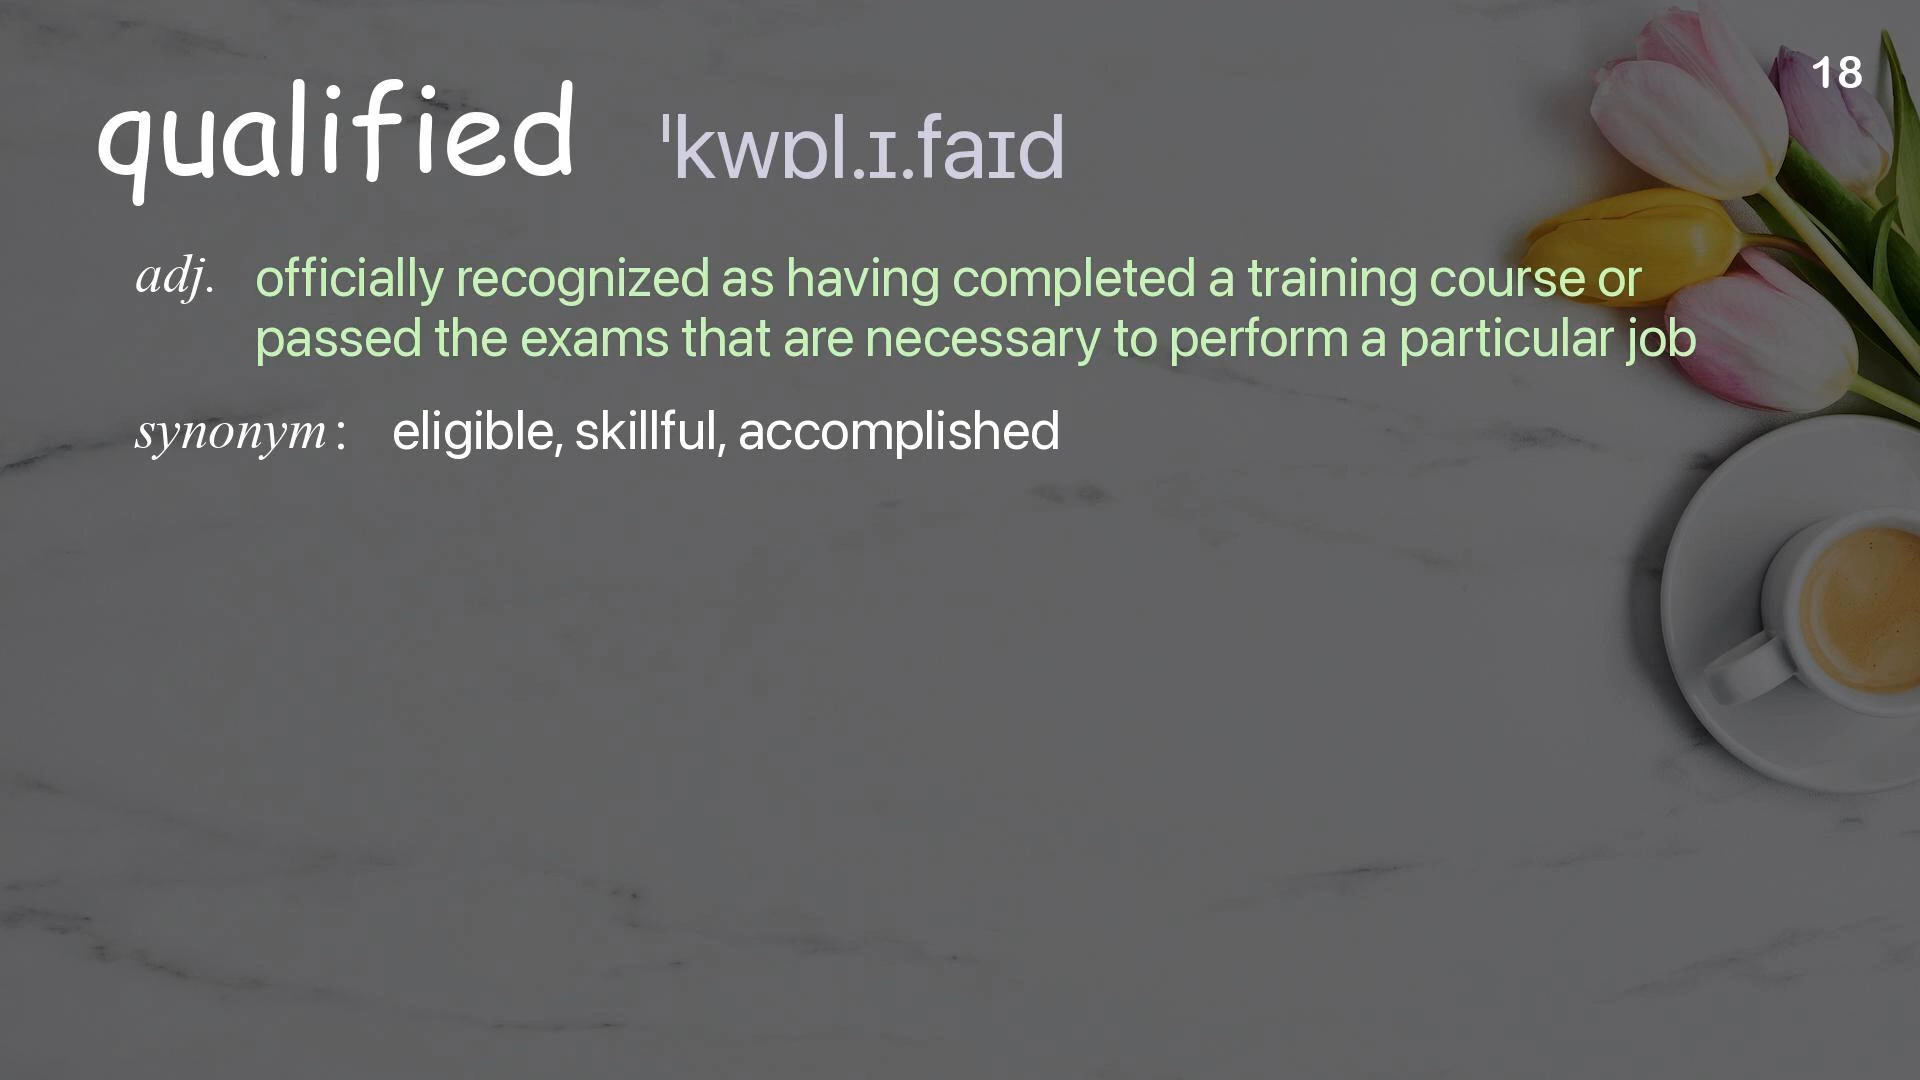 18
qualified ˈkwɒl.ɪ.faɪd
adj. officially recognized as having completed a training course or
passed the exams that are necessary to perform a particular job
synonym: eligible, skillful, accomplished